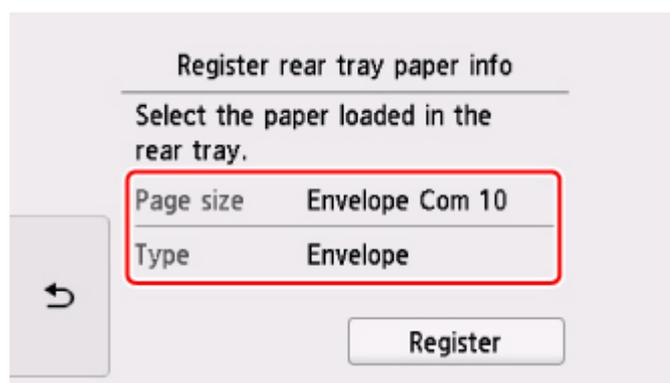 Register rear tray paper info
Select the paper loaded in the
rear tray.
Page size Envelope Com 10
Type Envelope
Register